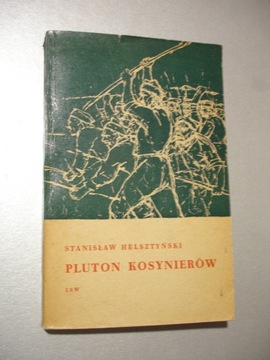 STANISŁAW HELSZTYŃSKI
PLUTON KOSYNIERÓW
LSW